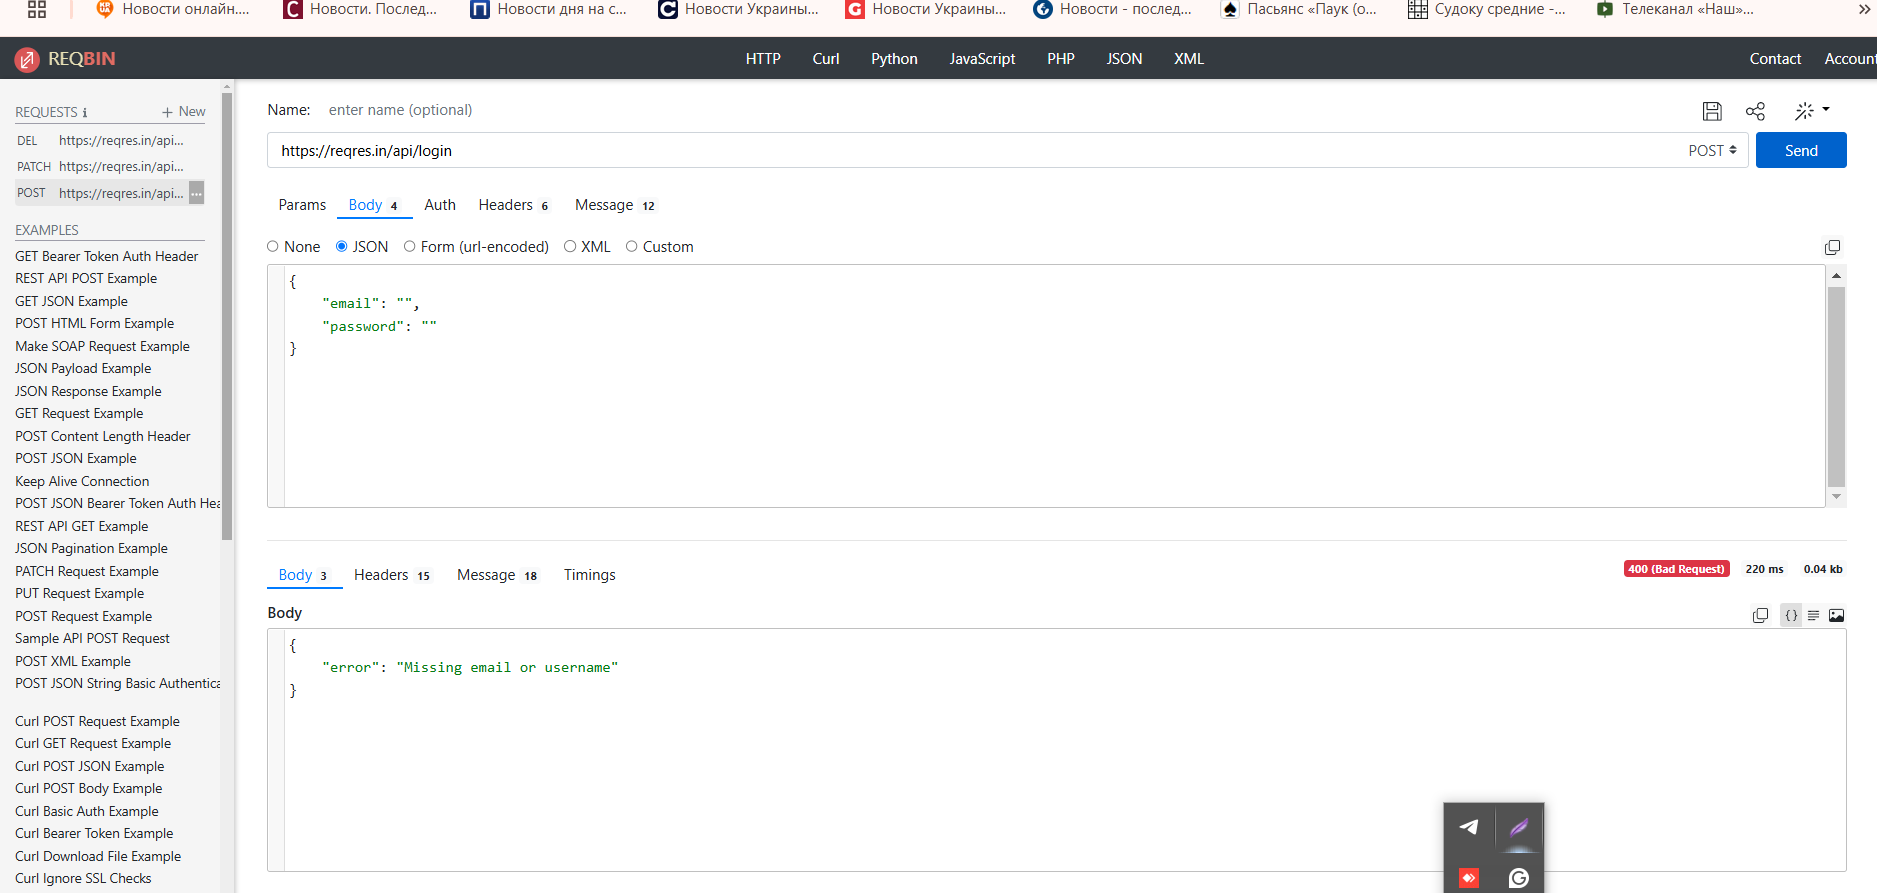 Новости онлайн.... Новости. Послед... Новости дня на с... Новости Украины... Новости Украины... Новости - послед... Пасьянс «Паук (о... Судоку средние -... Телеканал «Наш»...
REQBIN HTTP Curl Python JavaScript PHP JSON XML Contact Account
REQUESTS + New
DEL https://reqres.in/api...
PATCH https://reqres.in/api...
POST https://reqres.in/api... ...
EXAMPLES
GET Bearer Token Auth Header
REST API POST Example
GET JSON Example
POST HTML Form Example
Make SOAP Request Example
JSON Payload Example
JSON Response Example
GET Request Example
POST Content Length Header
POST JSON Example
Keep Alive Connection
POST JSON Bearer Token Auth Hea
REST API GET Example
JSON Pagination Example
PATCH Request Example
PUT Request Example
POST Request Example
Sample API POST Request
POST XML Example
POST JSON String Basic Authentica
Curl POST Request Example
Curl GET Request Example
Curl POST JSON Example
Curl POST Body Example
Curl Basic Auth Example
Curl Bearer Token Example
Curl Download File Example
Curl Ignore SSL Checks
Name: enter name (optional)
https://reqres.in/api/login POST Send
Params Body 4 Auth Headers 6 Message 12
None JSON Form (url-encoded) XML Custom
{
"email": "",
"password": ""
}
Body 3 Headers 15 Message 18 Timings 400 (Bad Request) 220 ms 0.04 kb
Body {}
{
"error": "Missing email or username"
}